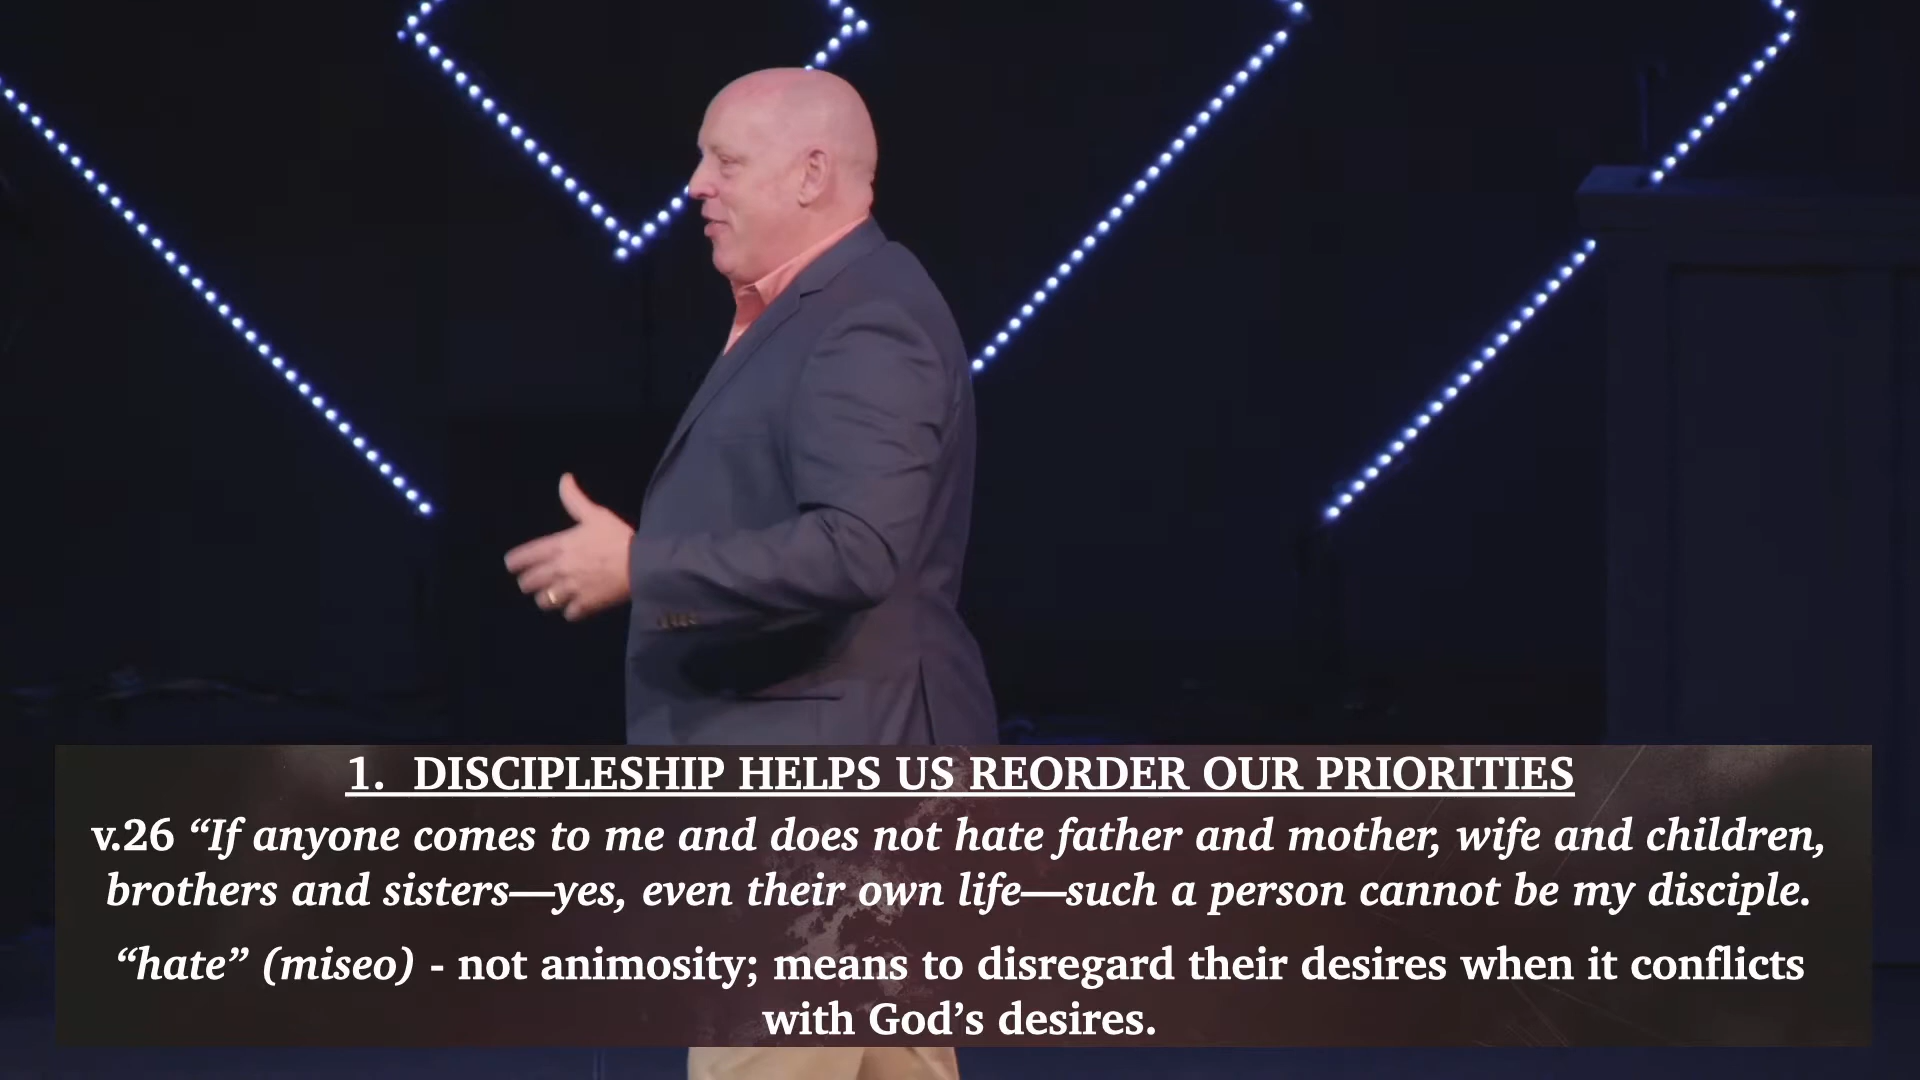 1. DISCIPLESHIP HELPS US REORDER OUR PRIORITIES
v.26 “If anyone comes to me and does not hate father and mother, wife and children,
brothers and sisters—yes, even their own life—such a person cannot be my disciple.
“hate” (miseo) - not animosity; means to disregard their desires when it conflicts
with God’s desires.